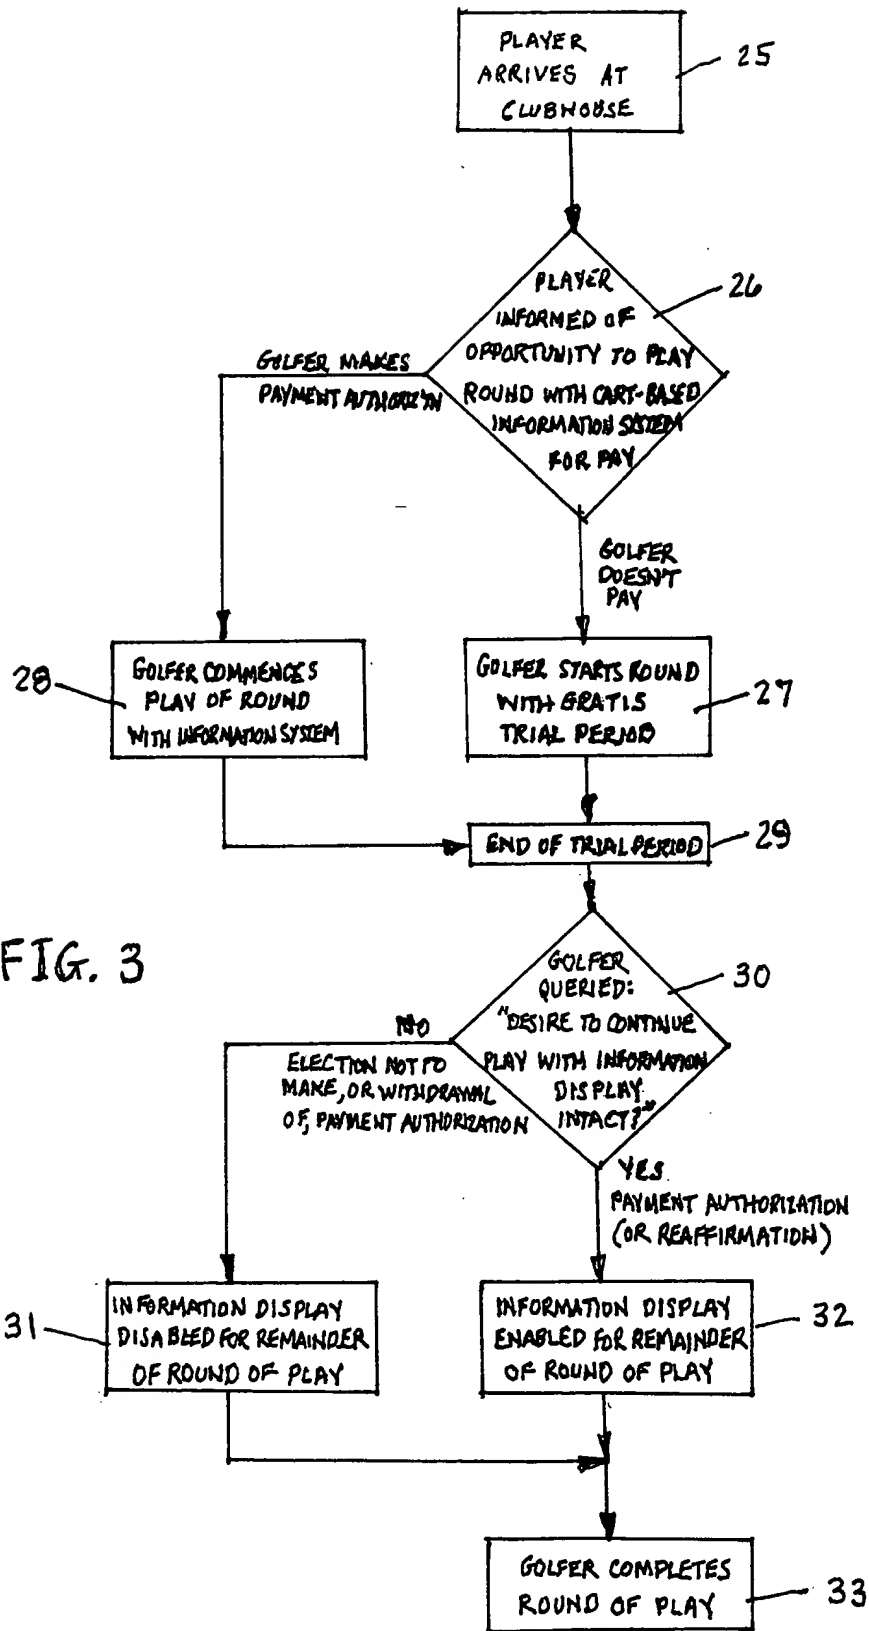 PLAYER
ARRIVES AT
CLUBHOUSE
25
PLAYER
INFORMED OF
OPPORTUNITY TO PLAY
ROUND WITH CART-BASED
INFORMATION SYSTEM
FOR PAY
26
GOLFER MAKES
PAYMENT AUTHORIZ'TN
GOLFER
DOESN'T
PAY
28
GOLFER COMMENCES
PLAY OF ROUND
WITH INFORMATION SYSTEM
GOLFER STARTS ROUND
WITH GRATIS
TRIAL PERIOD
27
END OF TRIAL PERIOD
29
FIG. 3
GOLFER
QUERIED:
"DESIRE TO CONTINUE
PLAY WITH INFORMATION
DISPLAY
INTACT?"
30
NO
ELECTION NOT TO
MAKE, OR WITHDRAWAL
OF, PAYMENT AUTHORIZATION
YES
PAYMENT AUTHORIZATION
(OR REAFFIRMATION)
31
INFORMATION DISPLAY
DISABLED FOR REMAINDER
OF ROUND OF PLAY
INFORMATION DISPLAY
ENABLED FOR REMAINDER
OF ROUND OF PLAY
32
GOLFER COMPLETES
ROUND OF PLAY
33